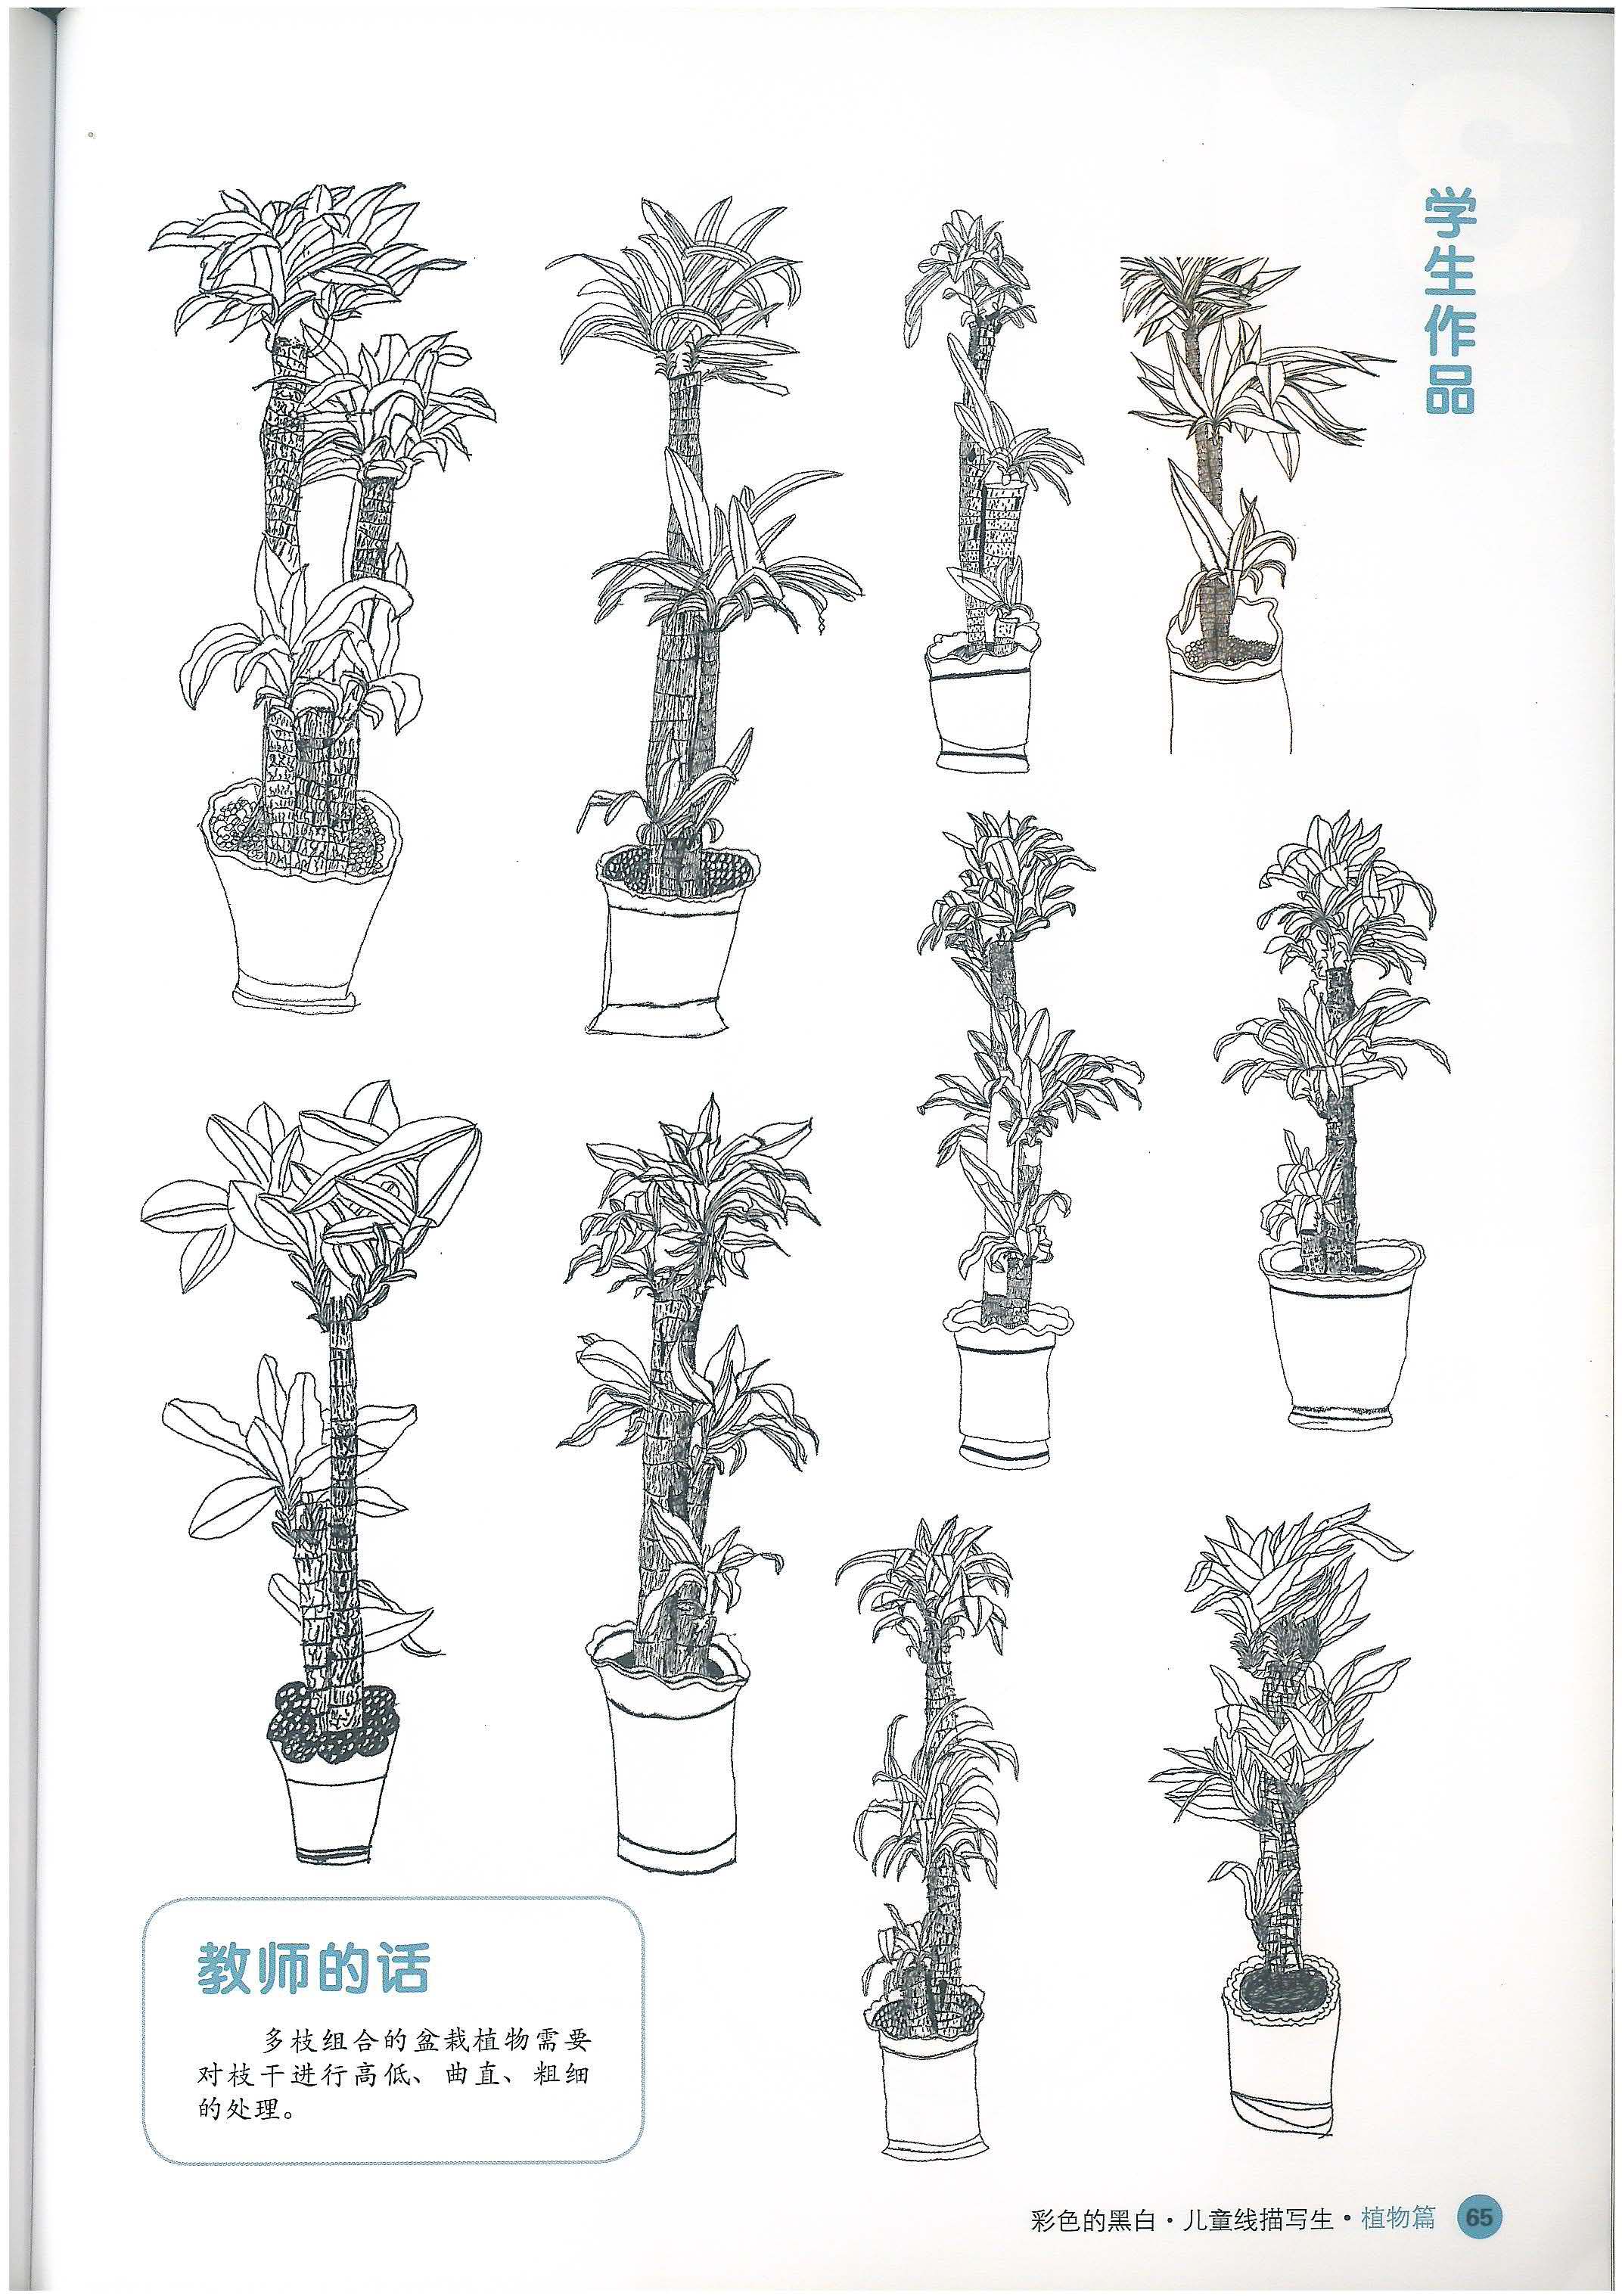 学生作品
教师的话
多枝组合的盆栽植物需要
对枝干进行高低、曲直、粗细
的处理。
彩色的黑白·儿童线描写生·植物篇 65